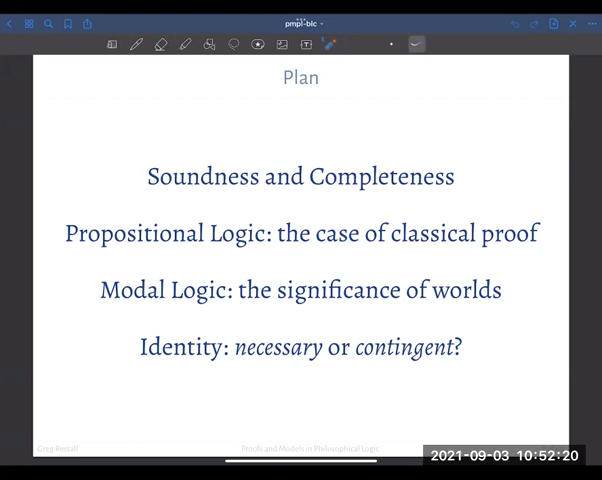 pmpl-blc
Plan
Soundness and Completeness
Propositional Logic: the case of classical proof
Modal Logic: the significance of worlds
Identity: necessary or contingent?
Greg Restall
Proofs and Models in Philosophical Logic
2021-09-03 10:52:20